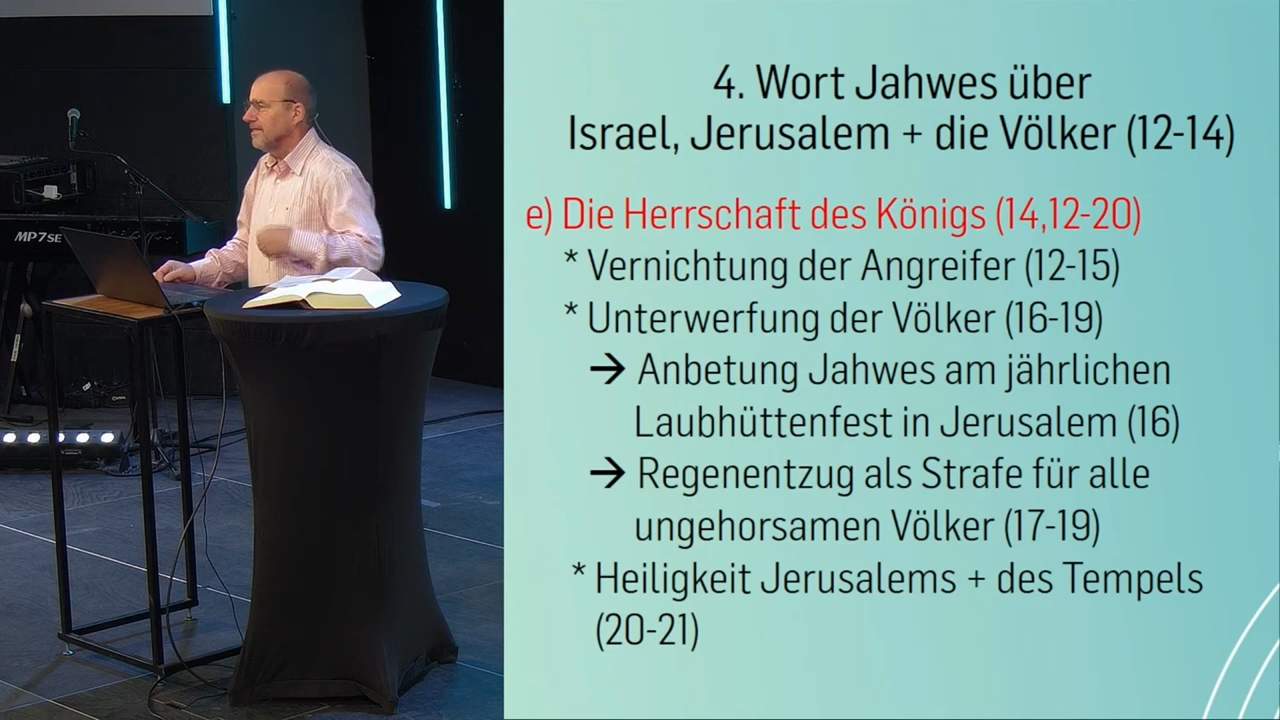 MP7SE
4. Wort Jahwes über
Israel, Jerusalem + die Völker (12-14)
e) Die Herrschaft des Königs (14,12-20)
* Vernichtung der Angreifer (12-15)
* Unterwerfung der Völker (16-19)
→ Anbetung Jahwes am jährlichen
Laubhüttenfest in Jerusalem (16)
→ Regenentzug als Strafe für alle
ungehorsamen Völker (17-19)
* Heiligkeit Jerusalems + des Tempels
(20-21)